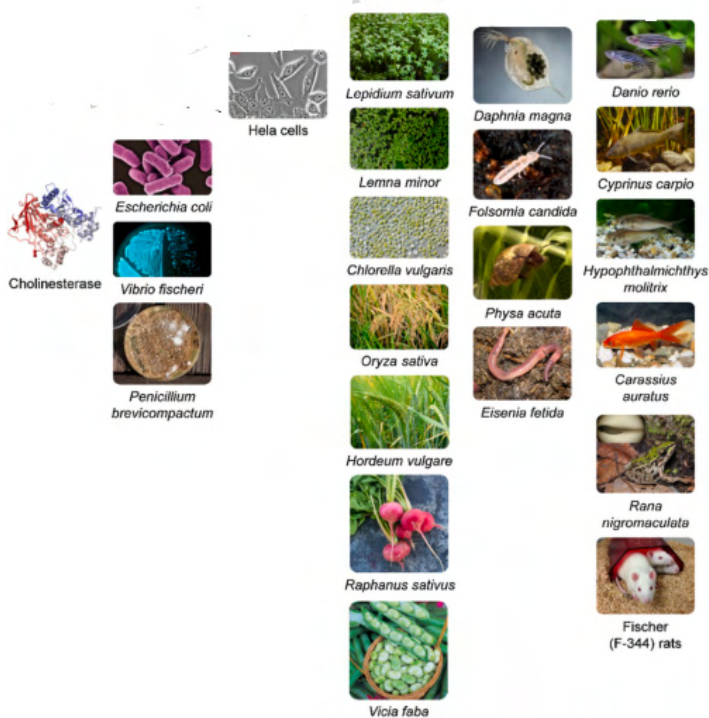 Cholinesterase
Escherichia coli
Vibrio fischeri
Penicillium
brevicompactum
Hela cells
Lepidium sativum
Lemna minor
Chlorella vulgaris
Oryza sativa
Hordeum vulgare
Raphanus sativus
Vicia faba
Daphnia magna
Folsomia candida
Physa acuta
Eisenia fetida
Danio rerio
Cyprinus carpio
Hypophthalmichthys
molitrix
Carassius
auratus
Rana
nigromaculata
Fischer
(F-344) rats